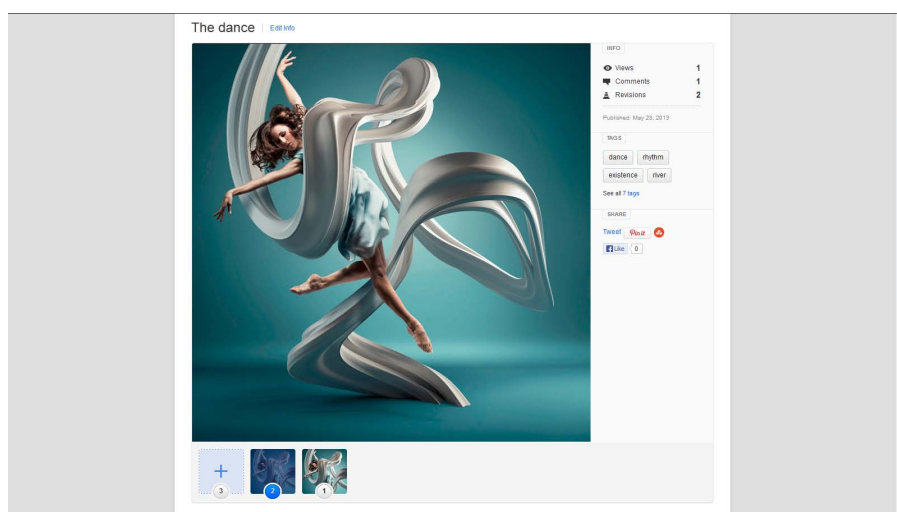 The dance Edit Info
INFO
Views 1
Comments 1
Revisions 2
Published: May 23, 2013
TAGS
dance rhythm
existence river
See all 7 tags
SHARE
Tweet Pin it
Like 0
3 2 1